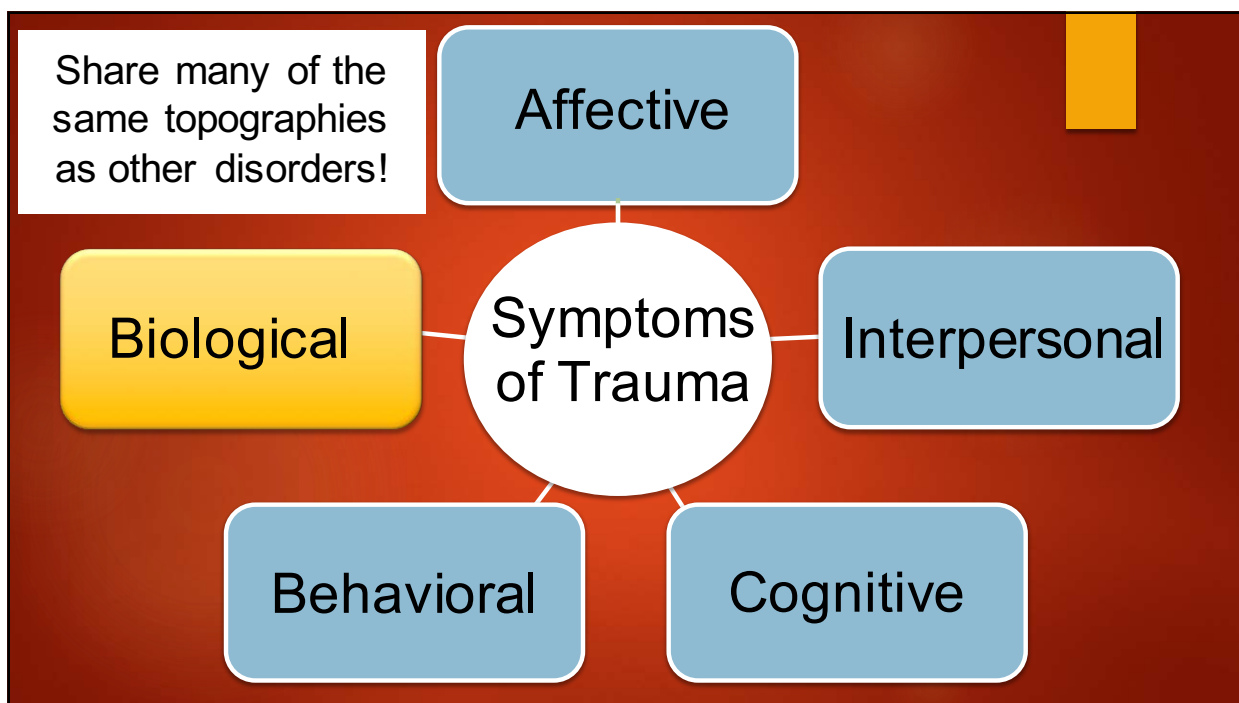 Share many of the
same topographies
as other disorders!
Affective
Biological
Symptoms
of Trauma
Interpersonal
Behavioral
Cognitive